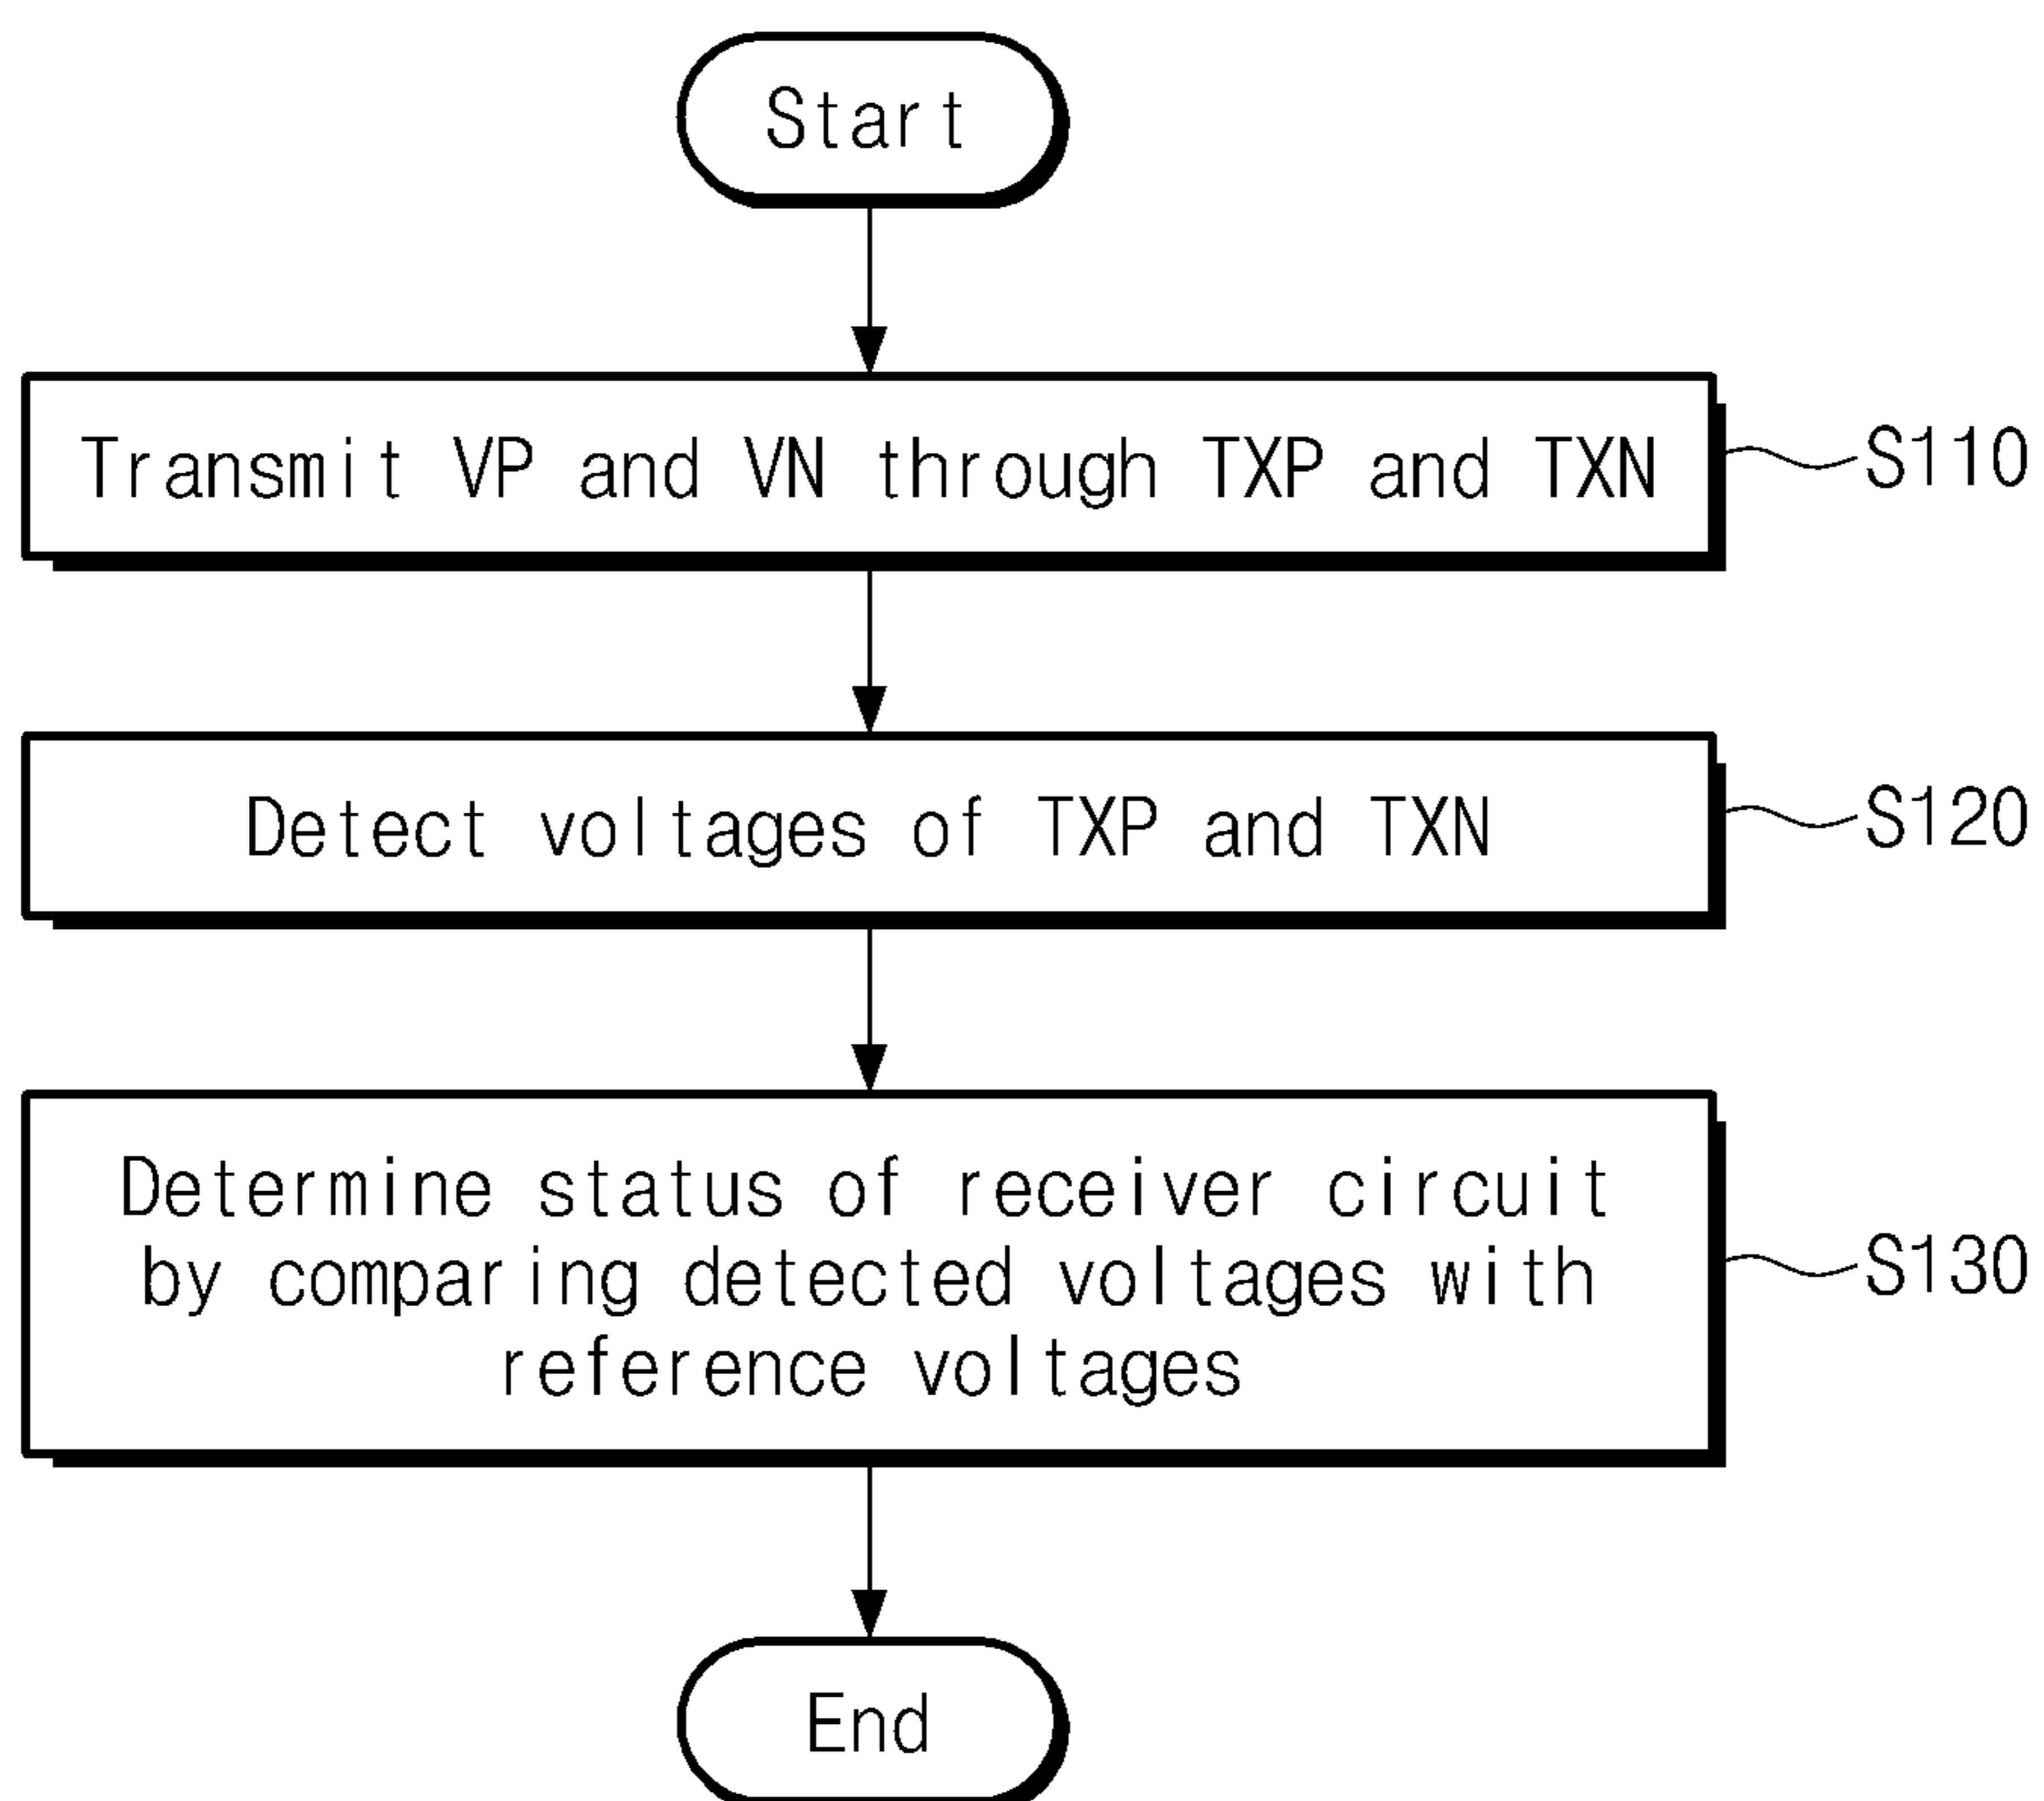 Start
Transmit VP and VN through TXP and TXN
S110
Detect voltages of TXP and TXN
S120
Determine status of receiver circuit
by comparing detected voltages with
reference voltages
S130
End